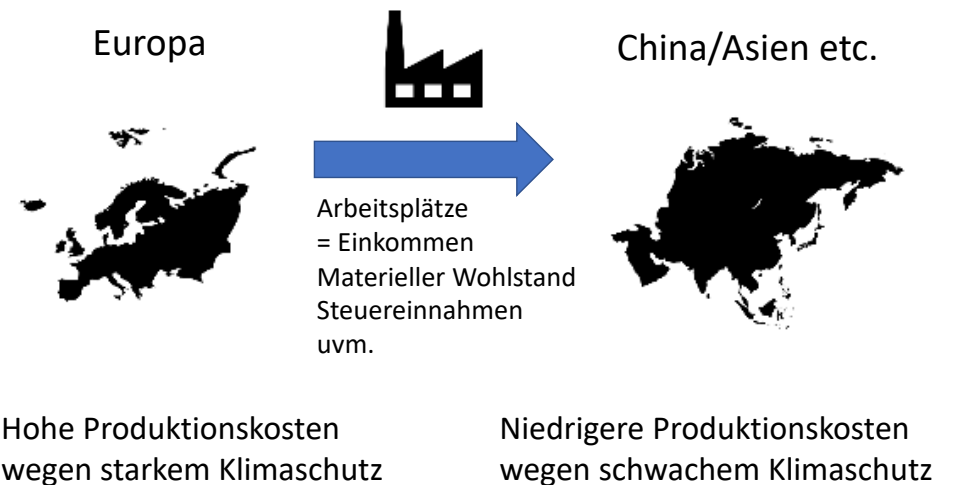 Europa
China/Asien etc.
Arbeitsplätze
= Einkommen
Materieller Wohlstand
Steuereinnahmen
uvm.
Hohe Produktionskosten
wegen starkem Klimaschutz
Niedrigere Produktionskosten
wegen schwachem Klimaschutz